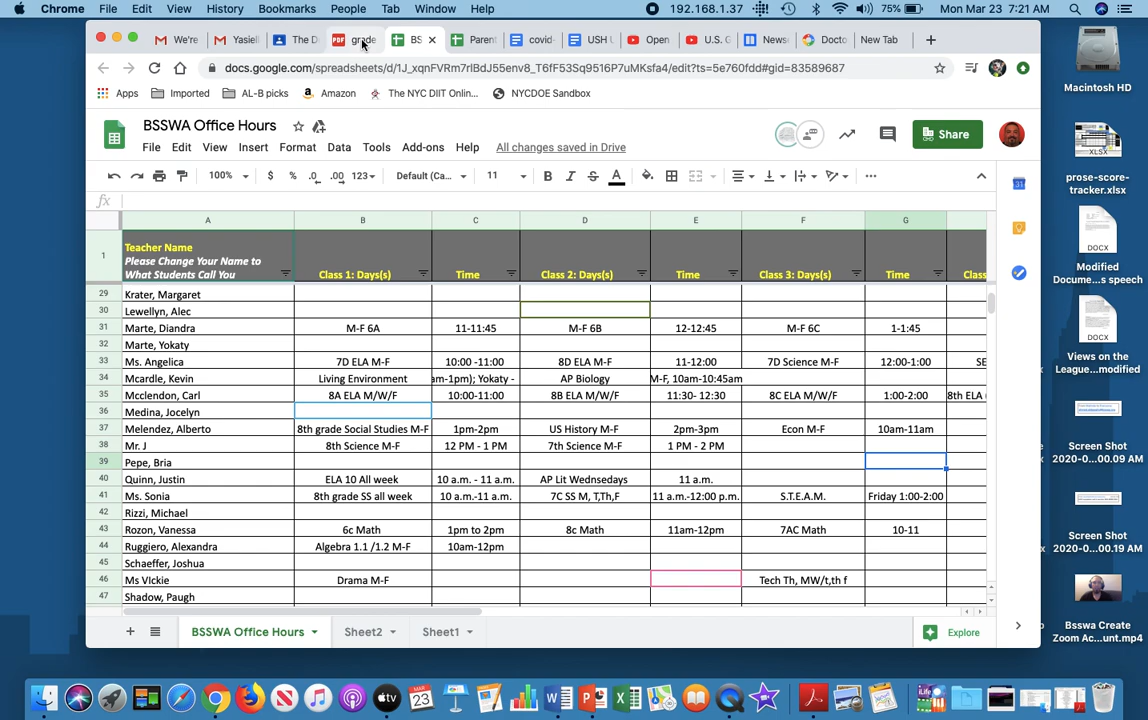 Chrome File Edit View History Bookmarks People Tab Window Help 192.168.1.37 75% Mon Mar 23 7:21 AM
We're Yasiel The D PDF grade BS Parent covid- USH U Open U.S. G News Docto New Tab
docs.google.com/spreadsheets/d/1J_xqnFVRm7rlBdJ55env8_T6fF53Sq9516P7uMKsfa4/edit?ts=5e760fdd#gid=83589687
Apps Imported AL-B picks Amazon The NYC DIIT Onlin... NYCDOE Sandbox
BSSWA Office Hours
File Edit View Insert Format Data Tools Add-ons Help All changes saved in Drive
Share
100% $ % .0 .00 123 Default (Ca... 11 B I S A
fx
A B C D E F G
1 Teacher Name
Please Change Your Name to
What Students Call You Class 1: Days(s) Time Class 2: Days(s) Time Class 3: Days(s) Time Class
29 Krater, Margaret
30 Lewellyn, Alec
31 Marte, Diandra M-F 6A 11-11:45 M-F 6B 12-12:45 M-F 6C 1-1:45
32 Marte, Yokaty
33 Ms. Angelica 7D ELA M-F 10:00 -11:00 8D ELA M-F 11-12:00 7D Science M-F 12:00-1:00 SE
34 Mcardle, Kevin Living Environment am-1pm); Yokaty - AP Biology M-F, 10am-10:45am
35 Mcclendon, Carl 8A ELA M/W/F 10:00-11:00 8B ELA M/W/F 11:30- 12:30 8C ELA M/W/F 1:00-2:00 8th ELA
36 Medina, Jocelyn
37 Melendez, Alberto 8th grade Social Studies M-F 1pm-2pm US History M-F 2pm-3pm Econ M-F 10am-11am
38 Mr. J 8th Science M-F 12 PM - 1 PM 7th Science M-F 1 PM - 2 PM
39 Pepe, Bria
40 Quinn, Justin ELA 10 All week 10 a.m. - 11 a.m. AP Lit Wednsedays 11 a.m.
41 Ms. Sonia 8th grade SS all week 10 a.m.-11 a.m. 7C SS M, T,Th,F 11 a.m.-12:00 p.m. S.T.E.A.M. Friday 1:00-2:00
42 Rizzi, Michael
43 Rozon, Vanessa 6c Math 1pm to 2pm 8c Math 11am-12pm 7AC Math 10-11
44 Ruggiero, Alexandra Algebra 1.1 /1.2 M-F 10am-12pm
45 Schaeffer, Joshua
46 Ms VIckie Drama M-F Tech Th, MW/t,th f
47 Shadow, Paugh
BSSWA Office Hours Sheet2 Sheet1 Explore
Macintosh HD
XLSX
prose-score-
tracker.xlsx
DOCX
Modified
Docume...s speech
DOCX
Views on the
League...modified
Screen Shot
2020-0...00.09 AM
Screen Shot
2020-0...00.19 AM
Bsswa Create
Zoom Ac...unt.mp4
MAR
23
tv